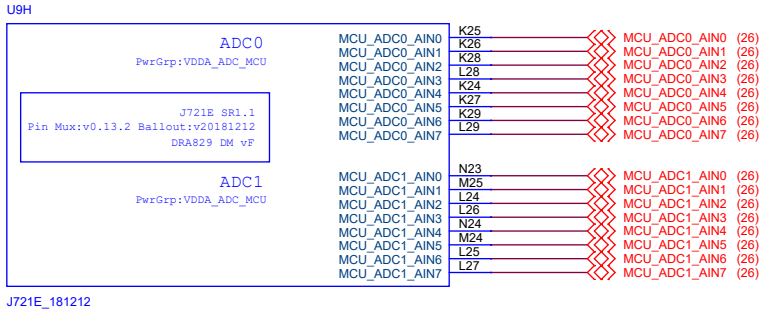 U9H
ADC0
PwrGrp:VDDA_ADC_MCU
MCU_ADC0_AIN0 K25 MCU_ADC0_AIN0 (26)
MCU_ADC0_AIN1 K26 MCU_ADC0_AIN1 (26)
MCU_ADC0_AIN2 K28 MCU_ADC0_AIN2 (26)
MCU_ADC0_AIN3 L28 MCU_ADC0_AIN3 (26)
MCU_ADC0_AIN4 K24 MCU_ADC0_AIN4 (26)
MCU_ADC0_AIN5 K27 MCU_ADC0_AIN5 (26)
MCU_ADC0_AIN6 K29 MCU_ADC0_AIN6 (26)
MCU_ADC0_AIN7 L29 MCU_ADC0_AIN7 (26)
J721E SR1.1
Pin Mux:v0.13.2 Ballout:v20181212
DRA829 DM vF
ADC1
PwrGrp:VDDA_ADC_MCU
MCU_ADC1_AIN0 N23 MCU_ADC1_AIN0 (26)
MCU_ADC1_AIN1 M25 MCU_ADC1_AIN1 (26)
MCU_ADC1_AIN2 L24 MCU_ADC1_AIN2 (26)
MCU_ADC1_AIN3 L26 MCU_ADC1_AIN3 (26)
MCU_ADC1_AIN4 N24 MCU_ADC1_AIN4 (26)
MCU_ADC1_AIN5 M24 MCU_ADC1_AIN5 (26)
MCU_ADC1_AIN6 L25 MCU_ADC1_AIN6 (26)
MCU_ADC1_AIN7 L27 MCU_ADC1_AIN7 (26)
J721E_181212